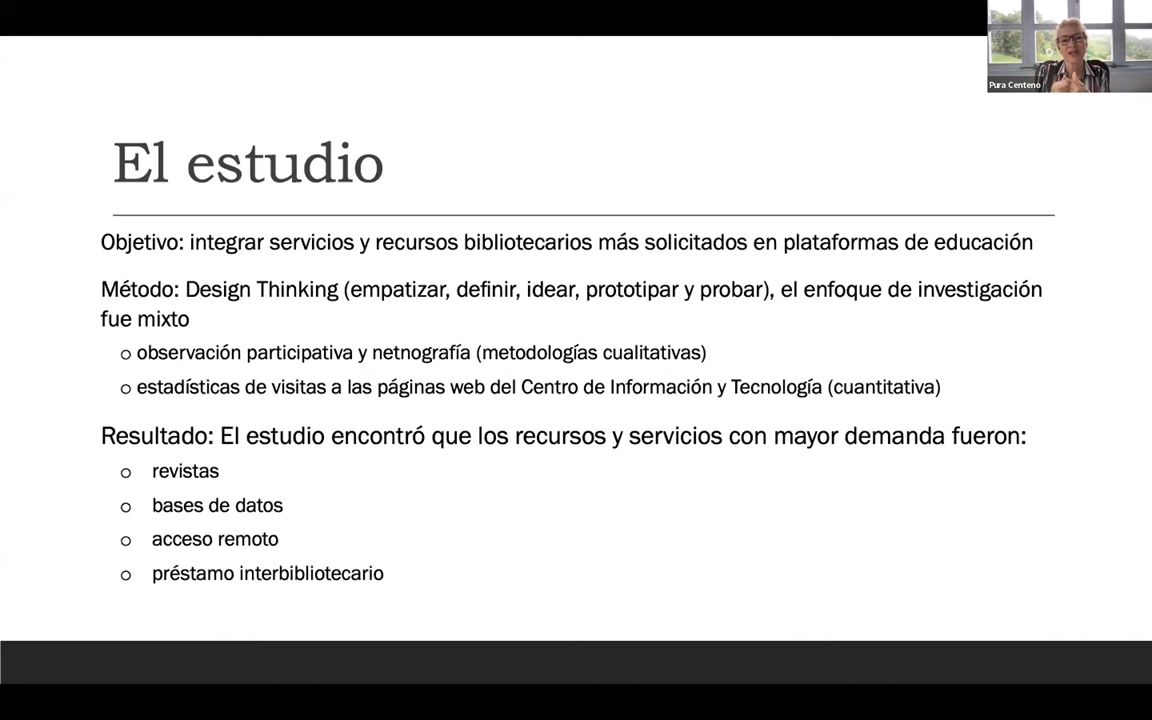 Pura Centeno
El estudio
Objetivo: integrar servicios y recursos bibliotecarios más solicitados en plataformas de educación
Método: Design Thinking (empatizar, definir, idear, prototipar y probar), el enfoque de investigación
fue mixto
o observación participativa y netnografía (metodologías cualitativas)
o estadísticas de visitas a las páginas web del Centro de Información y Tecnología (cuantitativa)
Resultado: El estudio encontró que los recursos y servicios con mayor demanda fueron:
o revistas
o bases de datos
o acceso remoto
o préstamo interbibliotecario